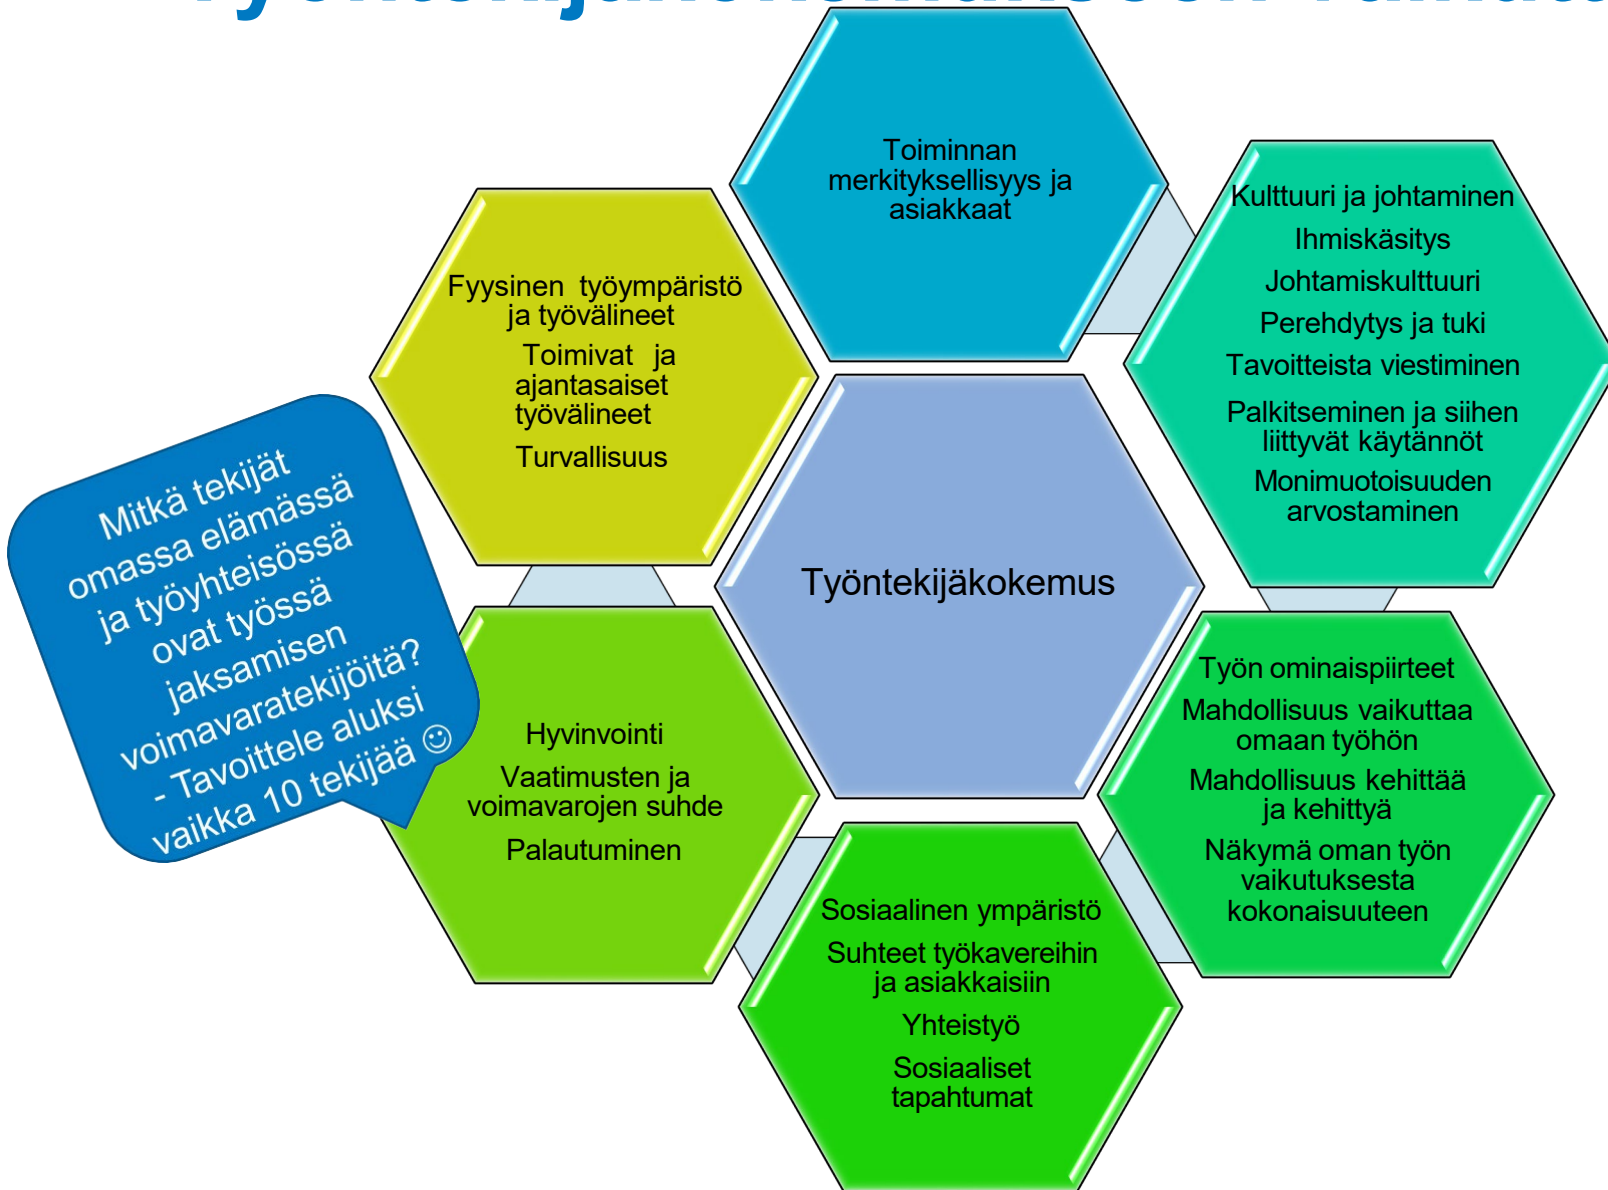 Toiminnan
merkityksellisyys ja
asiakkaat
Kulttuuri ja johtaminen
Ihmiskäsitys
Johtamiskulttuuri
Perehdytys ja tuki
Tavoitteista viestiminen
Palkitseminen ja siihen
liittyvät käytännöt
Monimuotoisuuden
arvostaminen
Fyysinen työympäristö
ja työvälineet
Toimivat ja
ajantasaiset
työvälineet
Turvallisuus
Mitkä tekijät
omassa elämässä
ja työyhteisössä
ovat työssä
jaksamisen
voimavaratekijöitä?
- Tavoittele aluksi
vaikka 10 tekijää ☺
Työntekijäkokemus
Työn ominaispiirteet
Mahdollisuus vaikuttaa
omaan työhön
Mahdollisuus kehittää
ja kehittyä
Näkymä oman työn
vaikutuksesta
kokonaisuuteen
Hyvinvointi
Vaatimusten ja
voimavarojen suhde
Palautuminen
Sosiaalinen ympäristö
Suhteet työkavereihin
ja asiakkaisiin
Yhteistyö
Sosiaaliset
tapahtumat